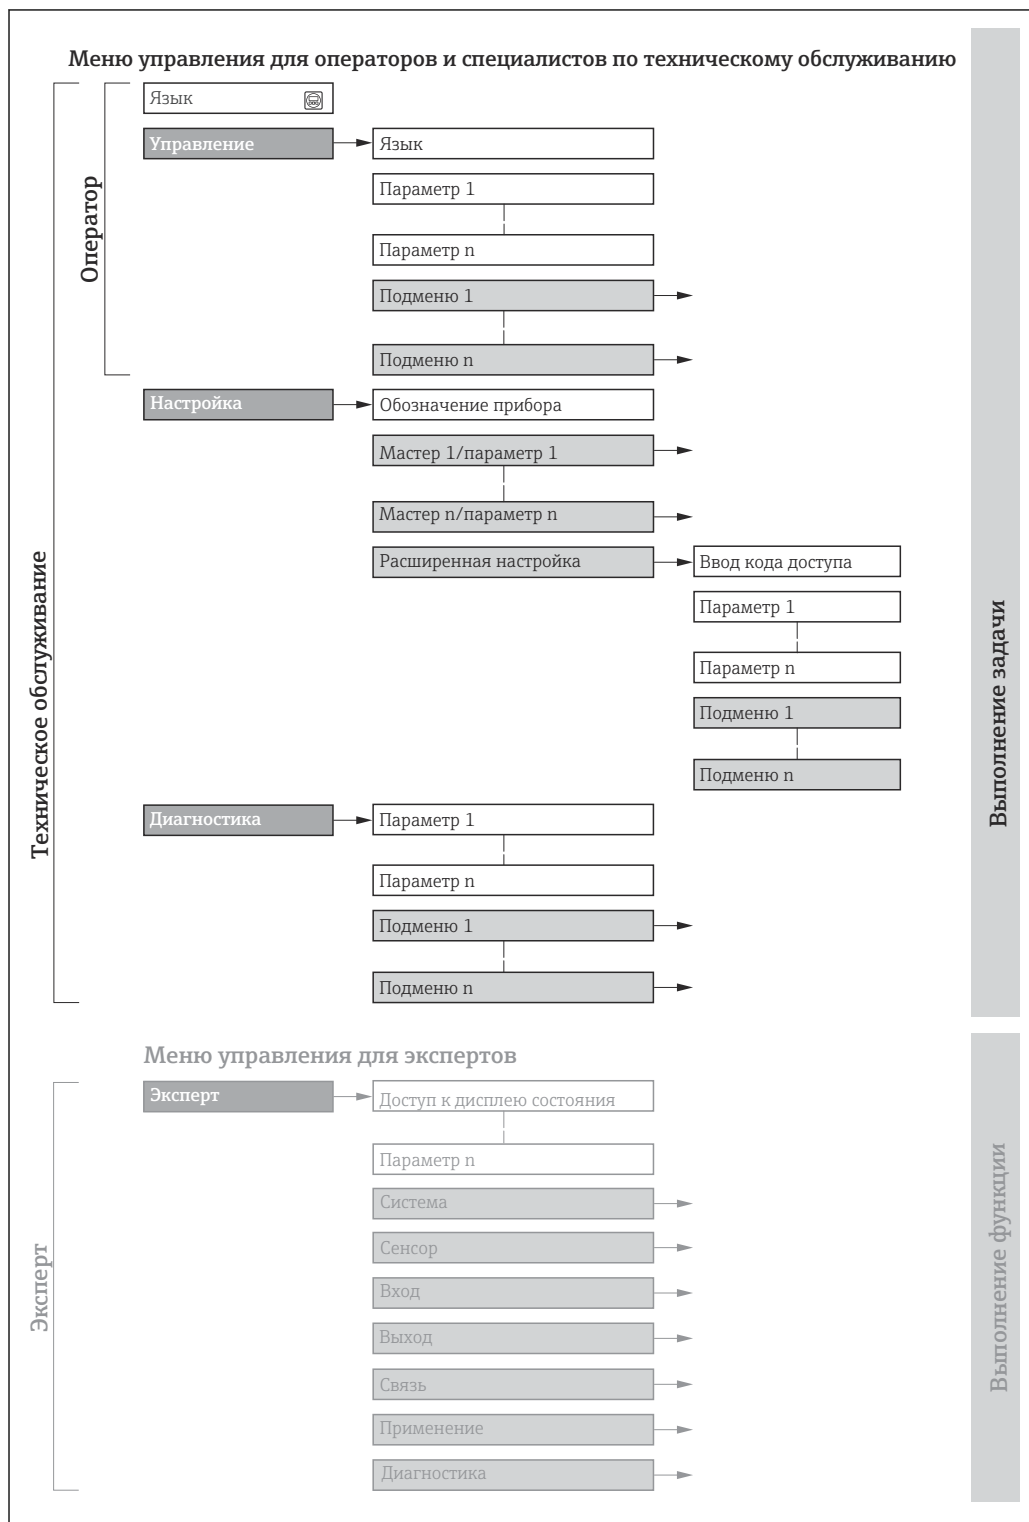 Меню управления для операторов и специалистов по техническому обслуживанию
Язык
Управление
Язык
Параметр 1
Параметр n
Подменю 1
Подменю n
Оператор
Настройка
Обозначение прибора
Мастер 1/параметр 1
Мастер n/параметр n
Расширенная настройка
Ввод кода доступа
Параметр 1
Параметр n
Подменю 1
Подменю n
Техническое обслуживание
Выполнение задачи
Диагностика
Параметр 1
Параметр n
Подменю 1
Подменю n
Меню управления для экспертов
Эксперт
Доступ к дисплею состояния
Параметр n
Система
Сенсор
Вход
Выход
Связь
Применение
Диагностика
Эксперт
Выполнение функции